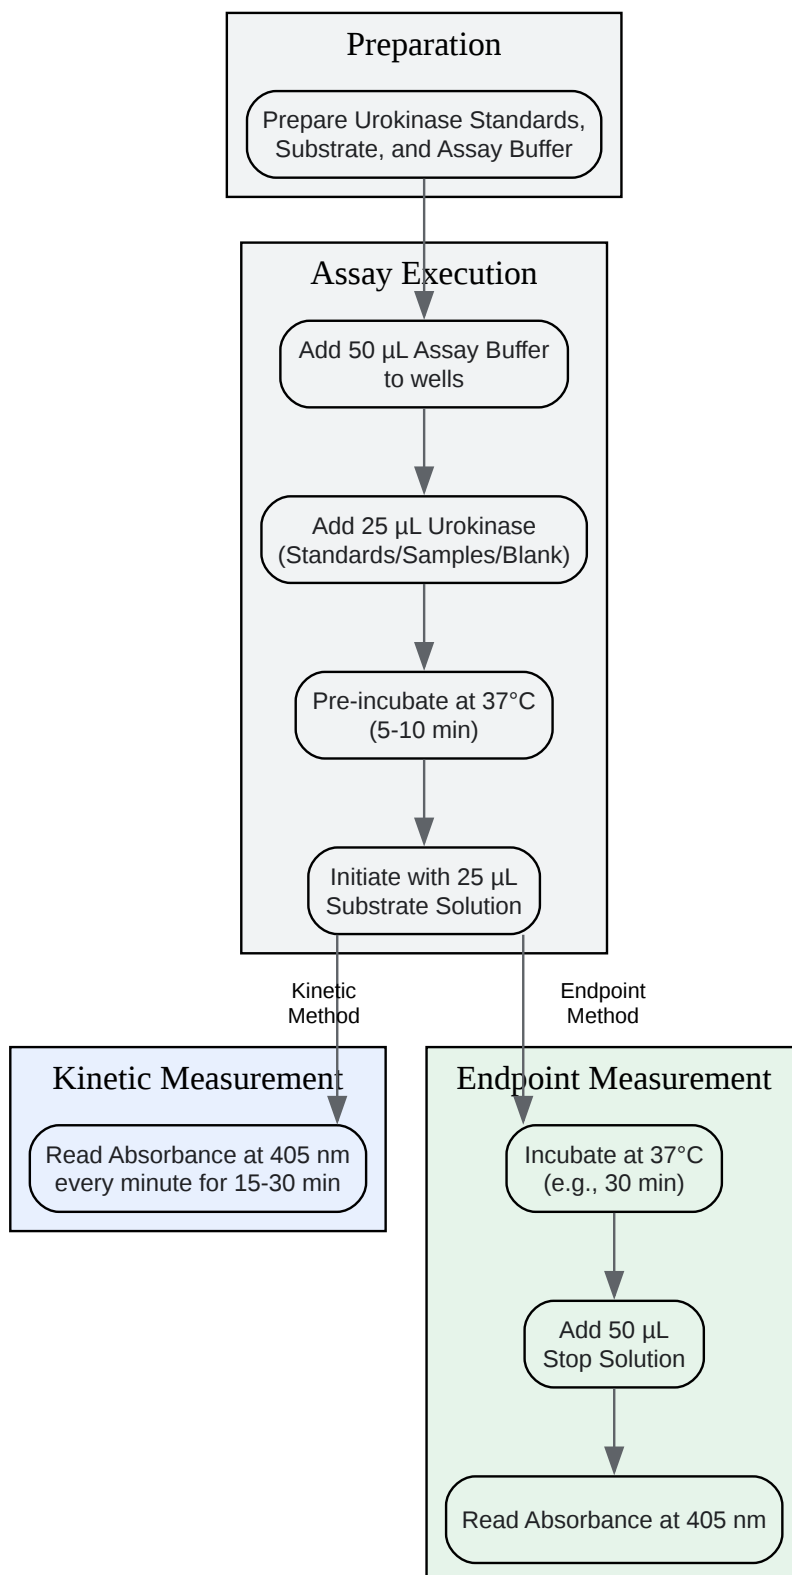 Preparation
Prepare Urokinase Standards,
Substrate, and Assay Buffer
Assay Execution
Add 50 µL Assay Buffer
to wells
Add 25 µL Urokinase
(Standards/Samples/Blank)
Pre-incubate at 37°C
(5-10 min)
Initiate with 25 µL
Substrate Solution
Kinetic
Method
Endpoint
Method
Kinetic Measurement
Read Absorbance at 405 nm
every minute for 15-30 min
Endpoint Measurement
Incubate at 37°C
(e.g., 30 min)
Add 50 µL
Stop Solution
Read Absorbance at 405 nm